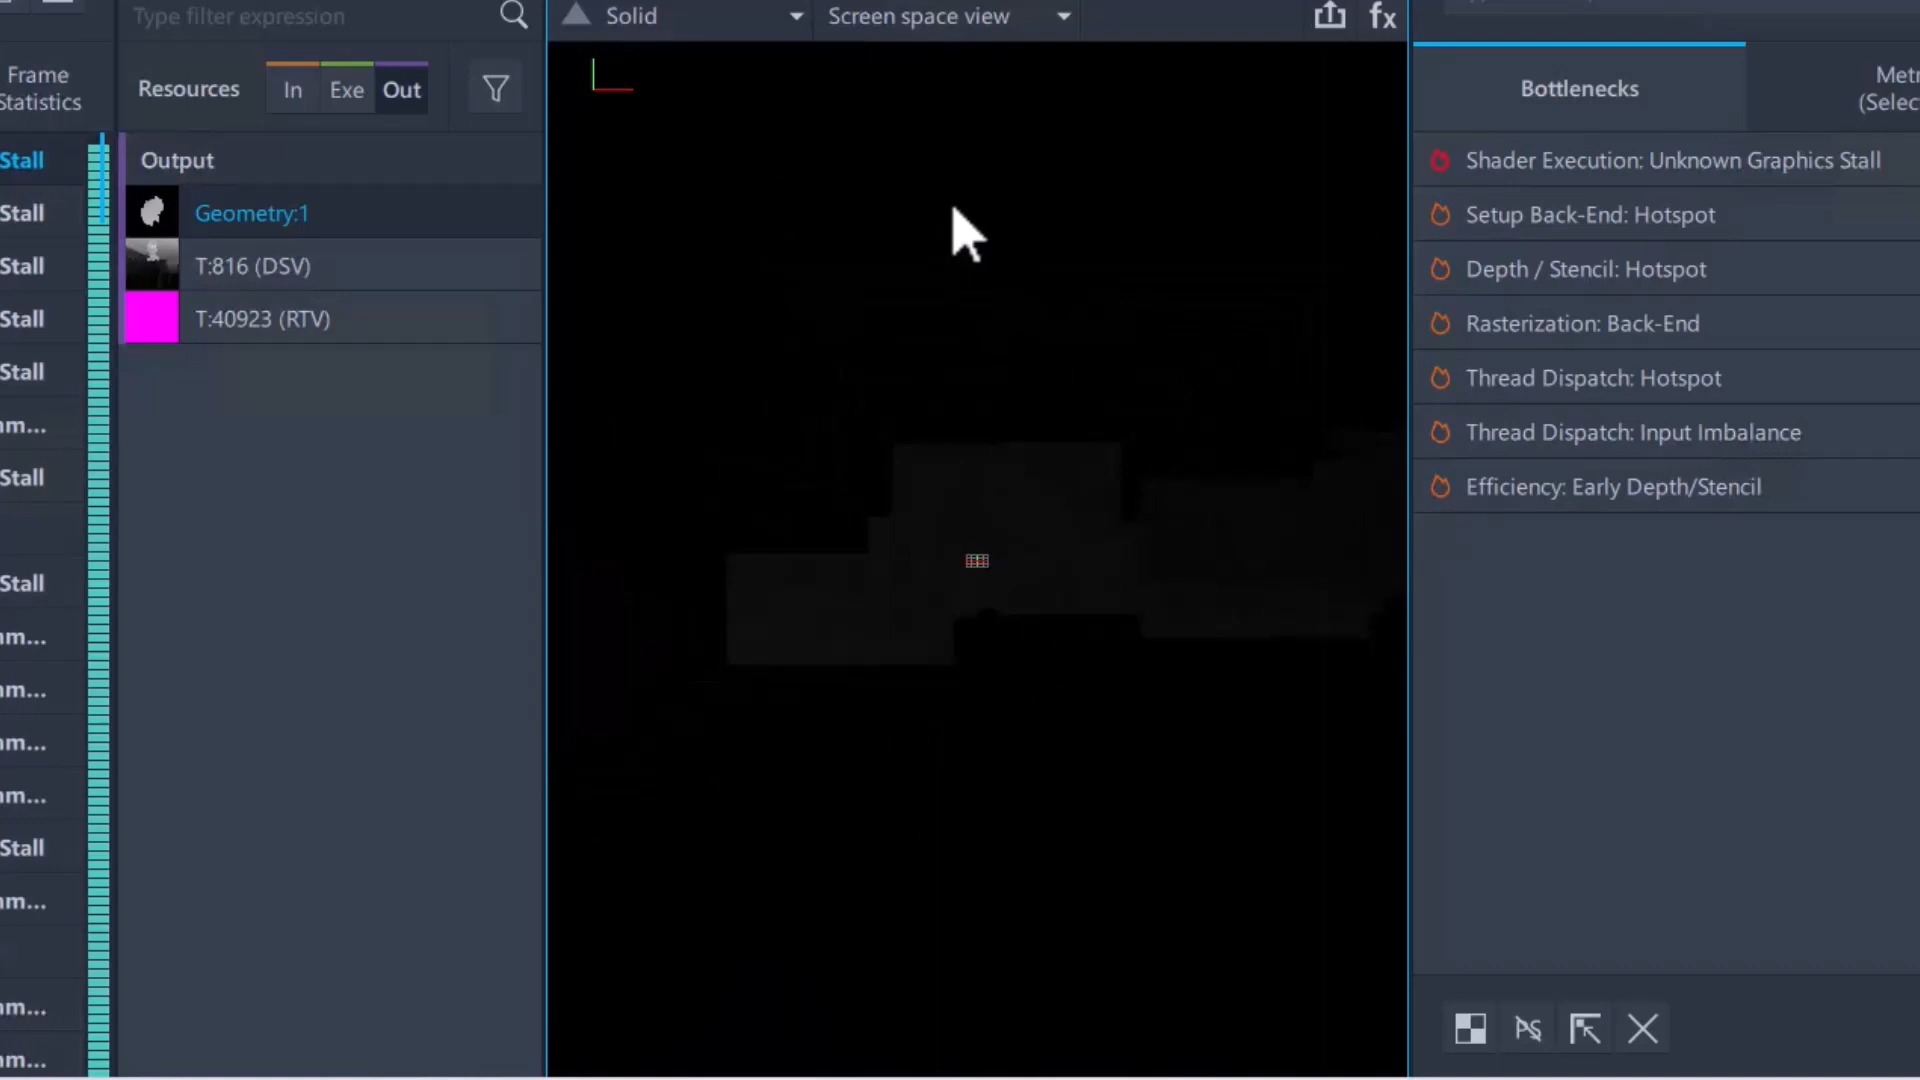 Type filter expression
Solid
Screen space view
fx
Frame
Statistics
Resources
In
Exe
Out
Bottlenecks
Stall
Stall
Stall
Stall
Stall
Stall
Stall
Stall
Output
Geometry:1
T:816 (DSV)
T:40923 (RTV)
Shader Execution: Unknown Graphics Stall
Setup Back-End: Hotspot
Depth / Stencil: Hotspot
Rasterization: Back-End
Thread Dispatch: Hotspot
Thread Dispatch: Input Imbalance
Efficiency: Early Depth/Stencil
PS